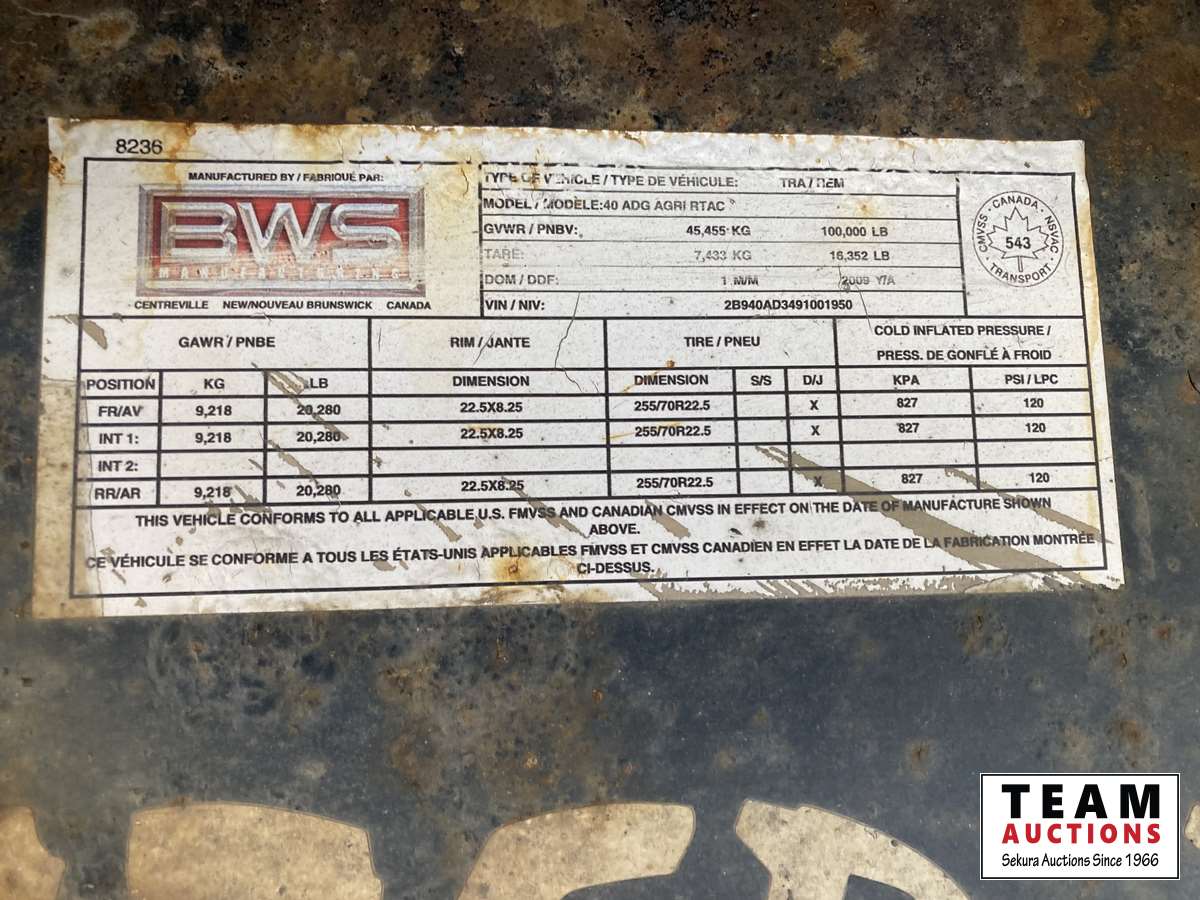 8236
MANUFACTURED BY / FABRIQUÉ PAR:
BWS
MANUFACTURING
CENTREVILLE NEW/NOUVEAU BRUNSWICK CANADA
TYPE OF VEHICLE / TYPE DE VÉHICULE: TRA / REM
MODEL / MODÈLE: 40 ADG AGRI RTAC
GVWR / PNBV: 45,455 KG 100,000 LB
TARE: 7,433 KG 16,352 LB
DOM / DDF: 1 M/M 2009 Y/A
VIN / NIV: 2B940AD3491001950
CANADA
CMVSS NSVAC
543
TRANSPORT
GAWR / PNBE RIM / JANTE TIRE / PNEU COLD INFLATED PRESSURE /
PRESS. DE GONFLÉ À FROID
POSITION KG LB DIMENSION DIMENSION S/S D/J KPA PSI / LPC
FR/AV 9,218 20,280 22.5X8.25 255/70R22.5 X 827 120
INT 1: 9,218 20,280 22.5X8.25 255/70R22.5 X 827 120
INT 2:
RR/AR 9,218 20,280 22.5X8.25 255/70R22.5 X 827 120
THIS VEHICLE CONFORMS TO ALL APPLICABLE U.S. FMVSS AND CANADIAN CMVSS IN EFFECT ON THE DATE OF MANUFACTURE SHOWN
ABOVE.
CE VÉHICULE SE CONFORME A TOUS LES ÉTATS-UNIS APPLICABLES FMVSS ET CMVSS CANADIEN EN EFFET LA DATE DE LA FABRICATION MONTRÉE
CI-DESSUS.
TEAM
AUCTIONS
Sekura Auctions Since 1966